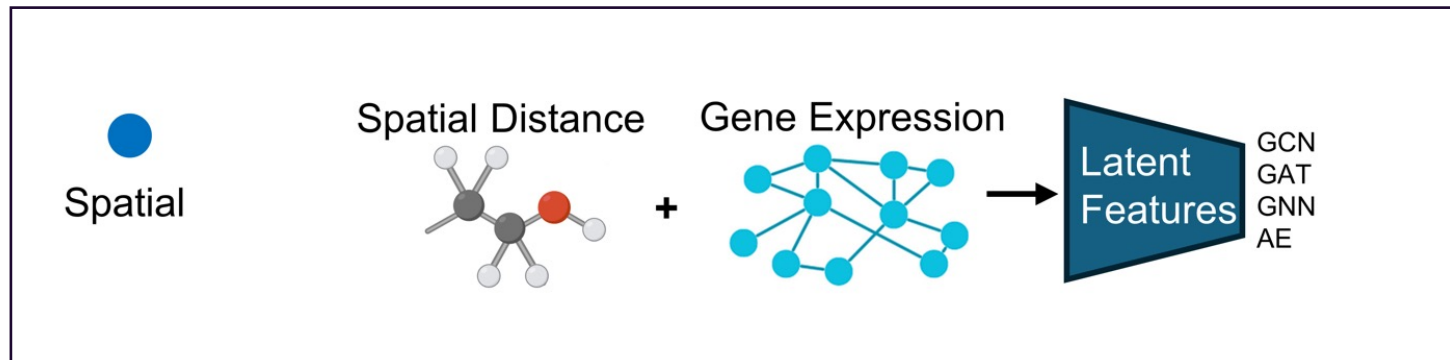 Spatial
Spatial Distance
+
Gene Expression
Latent
Features
GCN
GAT
GNN
AE